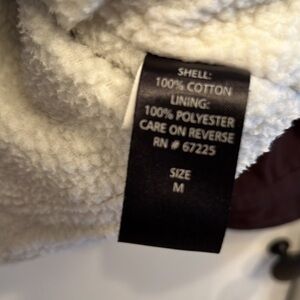 SHELL:
100% COTTON
LINING:
100% POLYESTER
CARE ON REVERSE
RN # 67225
SIZE
M